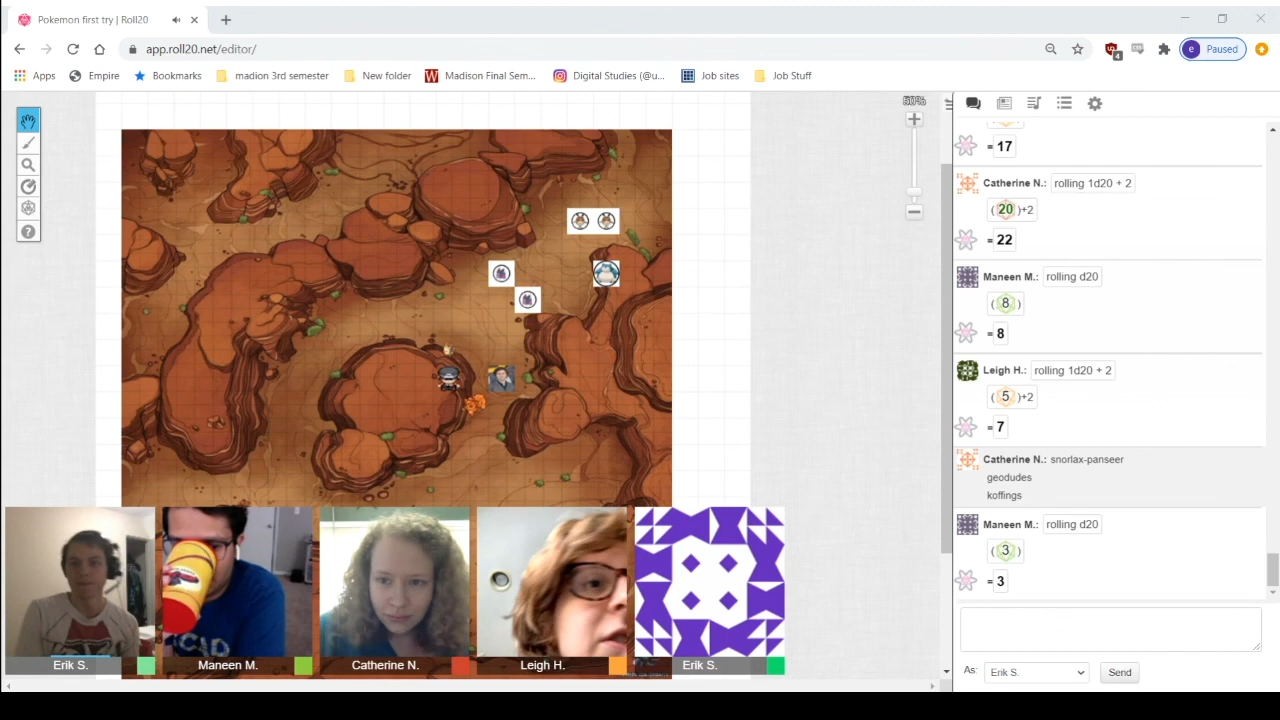 Pokemon first try | Roll20
app.roll20.net/editor/
4
e Paused
Apps Empire Bookmarks madion 3rd semester New folder Madison Final Sem... Digital Studies (@u... Job sites Job Stuff
60%
= 17
Catherine N.: rolling 1d20 + 2
(20)+2
= 22
Maneen M.: rolling d20
(8)
= 8
Leigh H.: rolling 1d20 + 2
(5)+2
= 7
Catherine N.: snorlax-panseer
geodudes
koffings
Maneen M.: rolling d20
(3)
= 3
As: Erik S. Send
Erik S. Maneen M. Catherine N. Leigh H. Erik S.